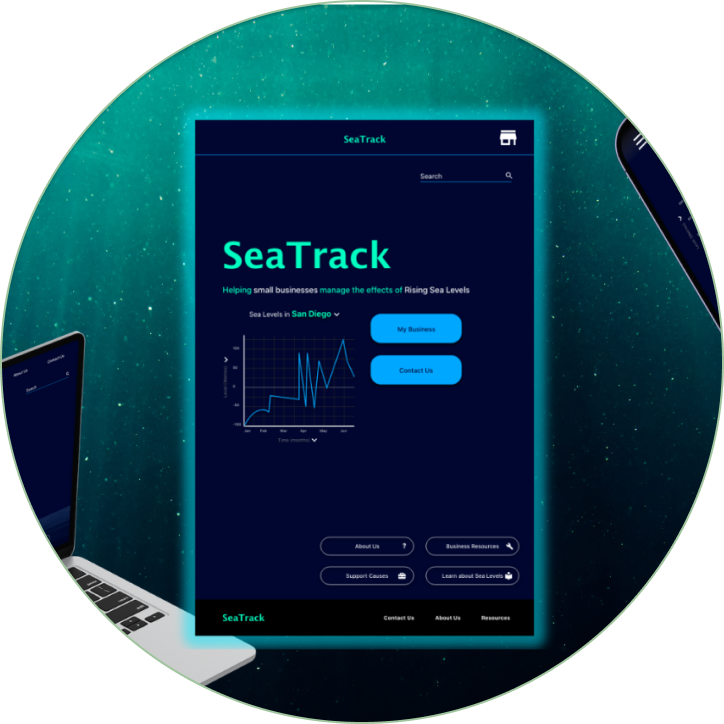 SeaTrack
Search
SeaTrack
Helping small businesses manage the effects of Rising Sea Levels
Sea Levels in San Diego
My Business
Contact Us
100
50
0
-50
-100
Jan Feb Mar Apr May Jun
Time (months)
About Us ?
Business Resources
Support Causes
Learn about Sea Levels
SeaTrack
Contact Us About Us Resources
About Us
Contact Us
Search